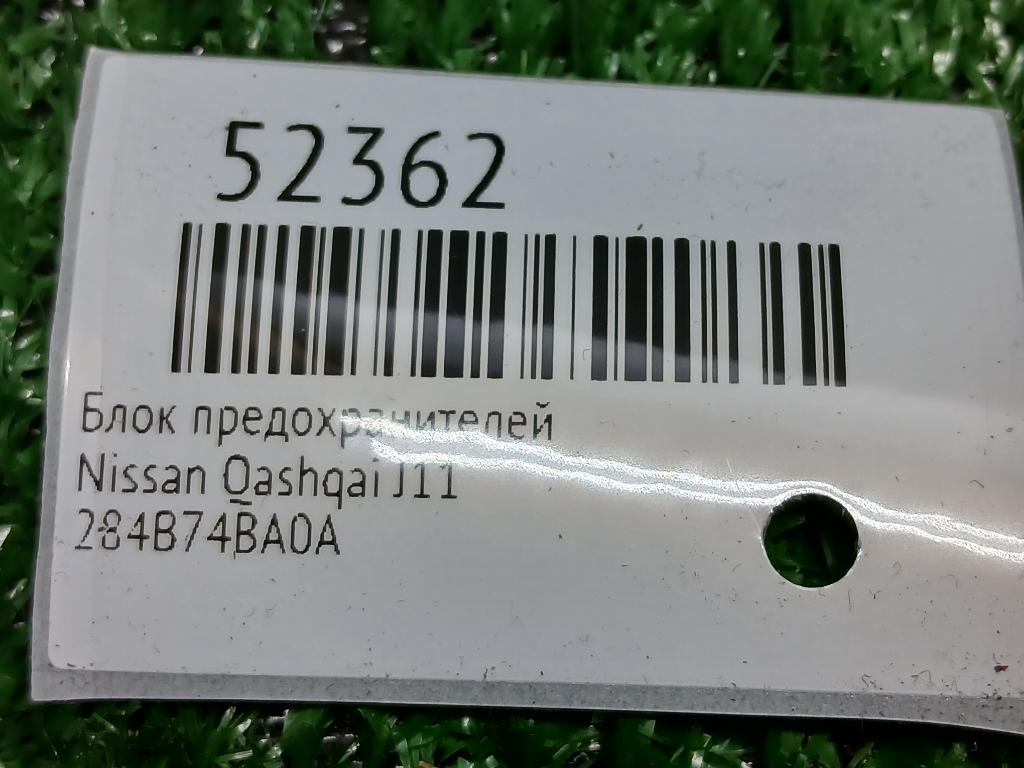 52362
Блок предохранителей
Nissan Qashqai J11
284B74BA0A